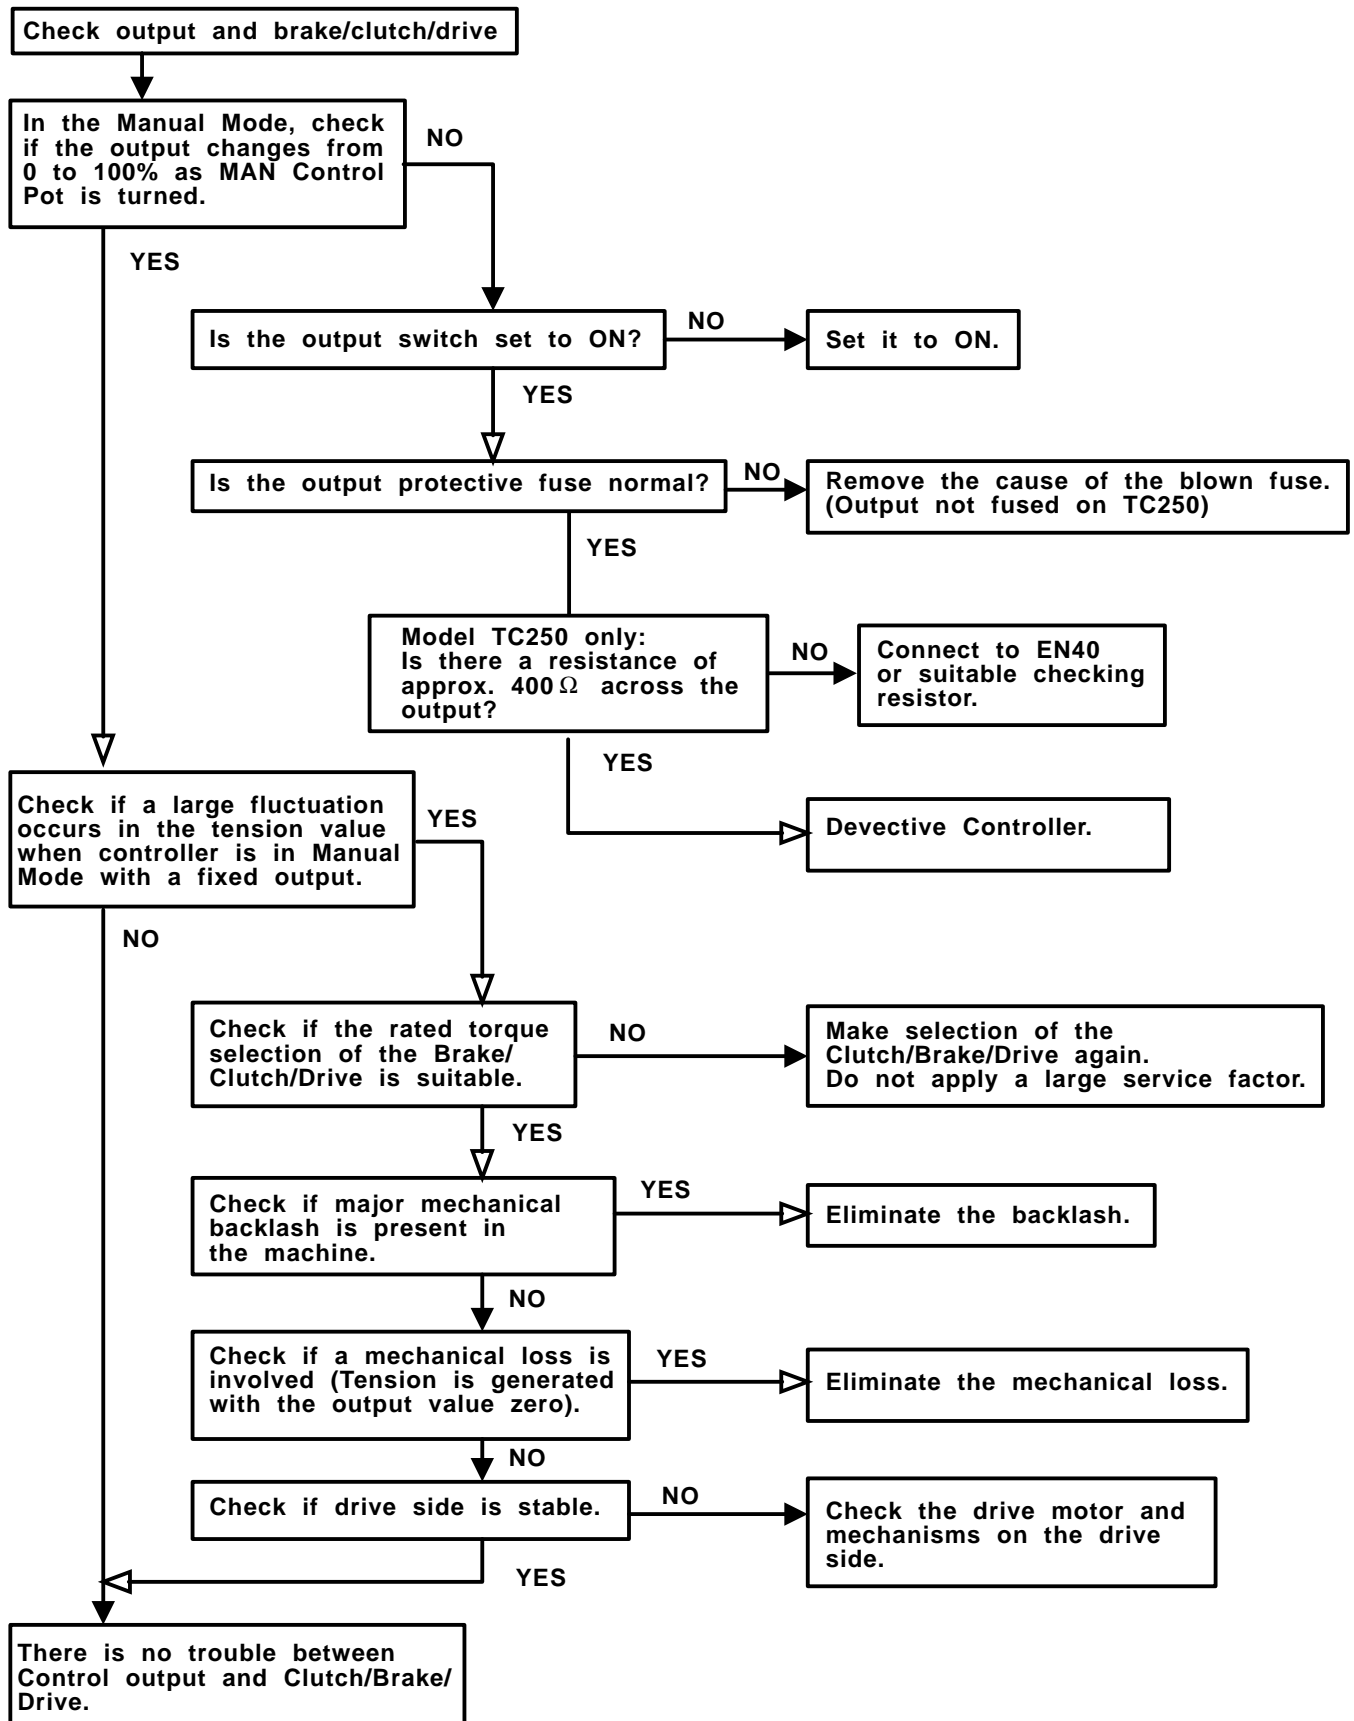 Check output and brake/clutch/drive
In the Manual Mode, check
if the output changes from
0 to 100% as MAN Control
Pot is turned.
NO
YES
Is the output switch set to ON?
NO
Set it to ON.
YES
Is the output protective fuse normal?
NO
Remove the cause of the blown fuse.
(Output not fused on TC250)
YES
Model TC250 only:
Is there a resistance of
approx. 400 Ω across the
output?
NO
Connect to EN40
or suitable checking
resistor.
YES
Devective Controller.
Check if a large fluctuation
occurs in the tension value
when controller is in Manual
Mode with a fixed output.
YES
NO
Check if the rated torque
selection of the Brake/
Clutch/Drive is suitable.
NO
Make selection of the
Clutch/Brake/Drive again.
Do not apply a large service factor.
YES
Check if major mechanical
backlash is present in
the machine.
YES
Eliminate the backlash.
NO
Check if a mechanical loss is
involved (Tension is generated
with the output value zero).
YES
Eliminate the mechanical loss.
NO
Check if drive side is stable.
NO
Check the drive motor and
mechanisms on the drive
side.
YES
There is no trouble between
Control output and Clutch/Brake/
Drive.